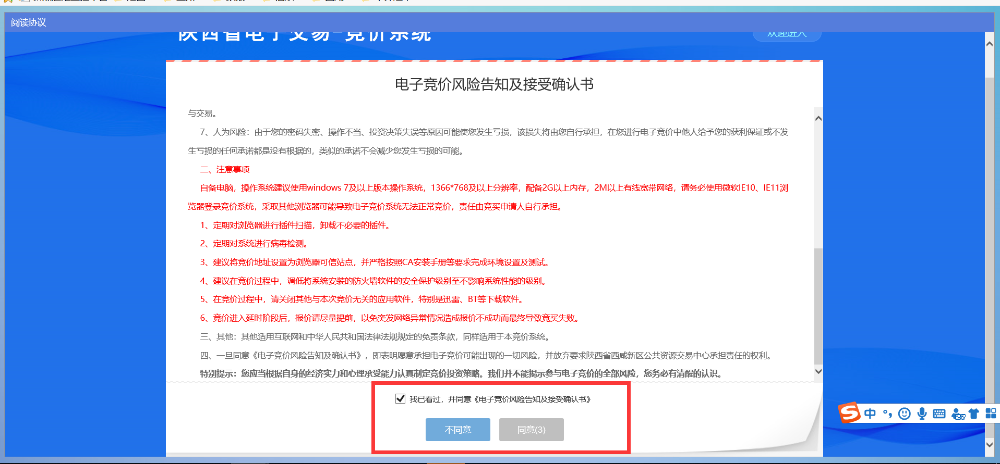 阅读协议
陕西省电子交易-竞价系统
欢迎进入
电子竞价风险告知及接受确认书
与交易。
7、人为风险：由于您的密码失密、操作不当、投资决策失误等原因可能使您发生亏损，该损失将由您自行承担，在您进行电子竞价中他人给予您的获利保证或不发
生亏损的任何承诺都是没有根据的，类似的承诺不会减少您发生亏损的可能。
二、注意事项
自备电脑，操作系统建议使用windows 7及以上版本操作系统，1366*768及以上分辨率，配备2G以上内存，2M以上有线宽带网络，请务必使用微软IE10、IE11浏
览器登录竞价系统，采取其他浏览器可能导致电子竞价系统无法正常竞价，责任由竞买申请人自行承担。
1、定期对浏览器进行插件扫描，卸载不必要的插件。
2、定期对系统进行病毒检测。
3、建议将竞价地址设置为浏览器可信站点，并严格按照CA安装手册等要求完成环境设置及测试。
4、建议在竞价过程中，调低将系统安装的防火墙软件的安全保护级别至不影响系统性能的级别。
5、在竞价过程中，请关闭其他与本次竞价无关的应用软件，特别是迅雷、BT等下载软件。
6、竞价进入延时阶段后，报价请尽量提前，以免突发网络异常情况造成报价不成功而最终导致竞买失败。
三、其他：其他适用互联网和中华人民共和国法律法规规定的免责条款，同样适用于本竞价系统。
四、一旦同意《电子竞价风险告知及确认书》，即表明愿意承担电子竞价可能出现的一切风险，并放弃要求陕西省西咸新区公共资源交易中心承担责任的权利。
特别提示：您应当根据自身的经济实力和心理承受能力认真制定竞价投资策略。我们并不能揭示参与电子竞价的全部风险，您务必有清醒的认识。
我已看过，并同意《电子竞价风险告知及接受确认书》
不同意 同意(3)
S 中 27